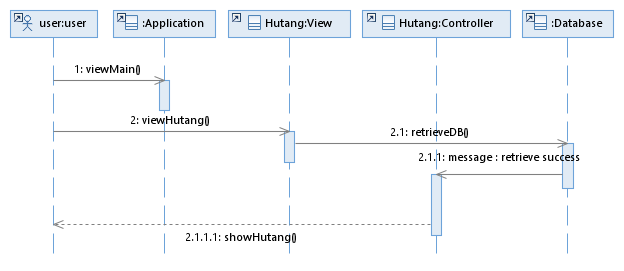 user:user
:Application
Hutang:View
Hutang:Controller
:Database
1: viewMain()
2: viewHutang()
2.1: retrieveDB()
2.1.1: message : retrieve success
2.1.1.1: showHutang()